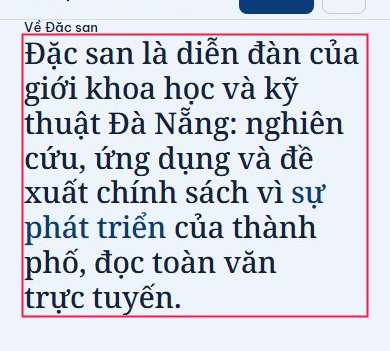 Về Đặc san
Đặc san là diễn đàn của
giới khoa học và kỹ
thuật Đà Nẵng: nghiên
cứu, ứng dụng và đề
xuất chính sách vì sự
phát triển của thành
phố, đọc toàn văn
trực tuyến.